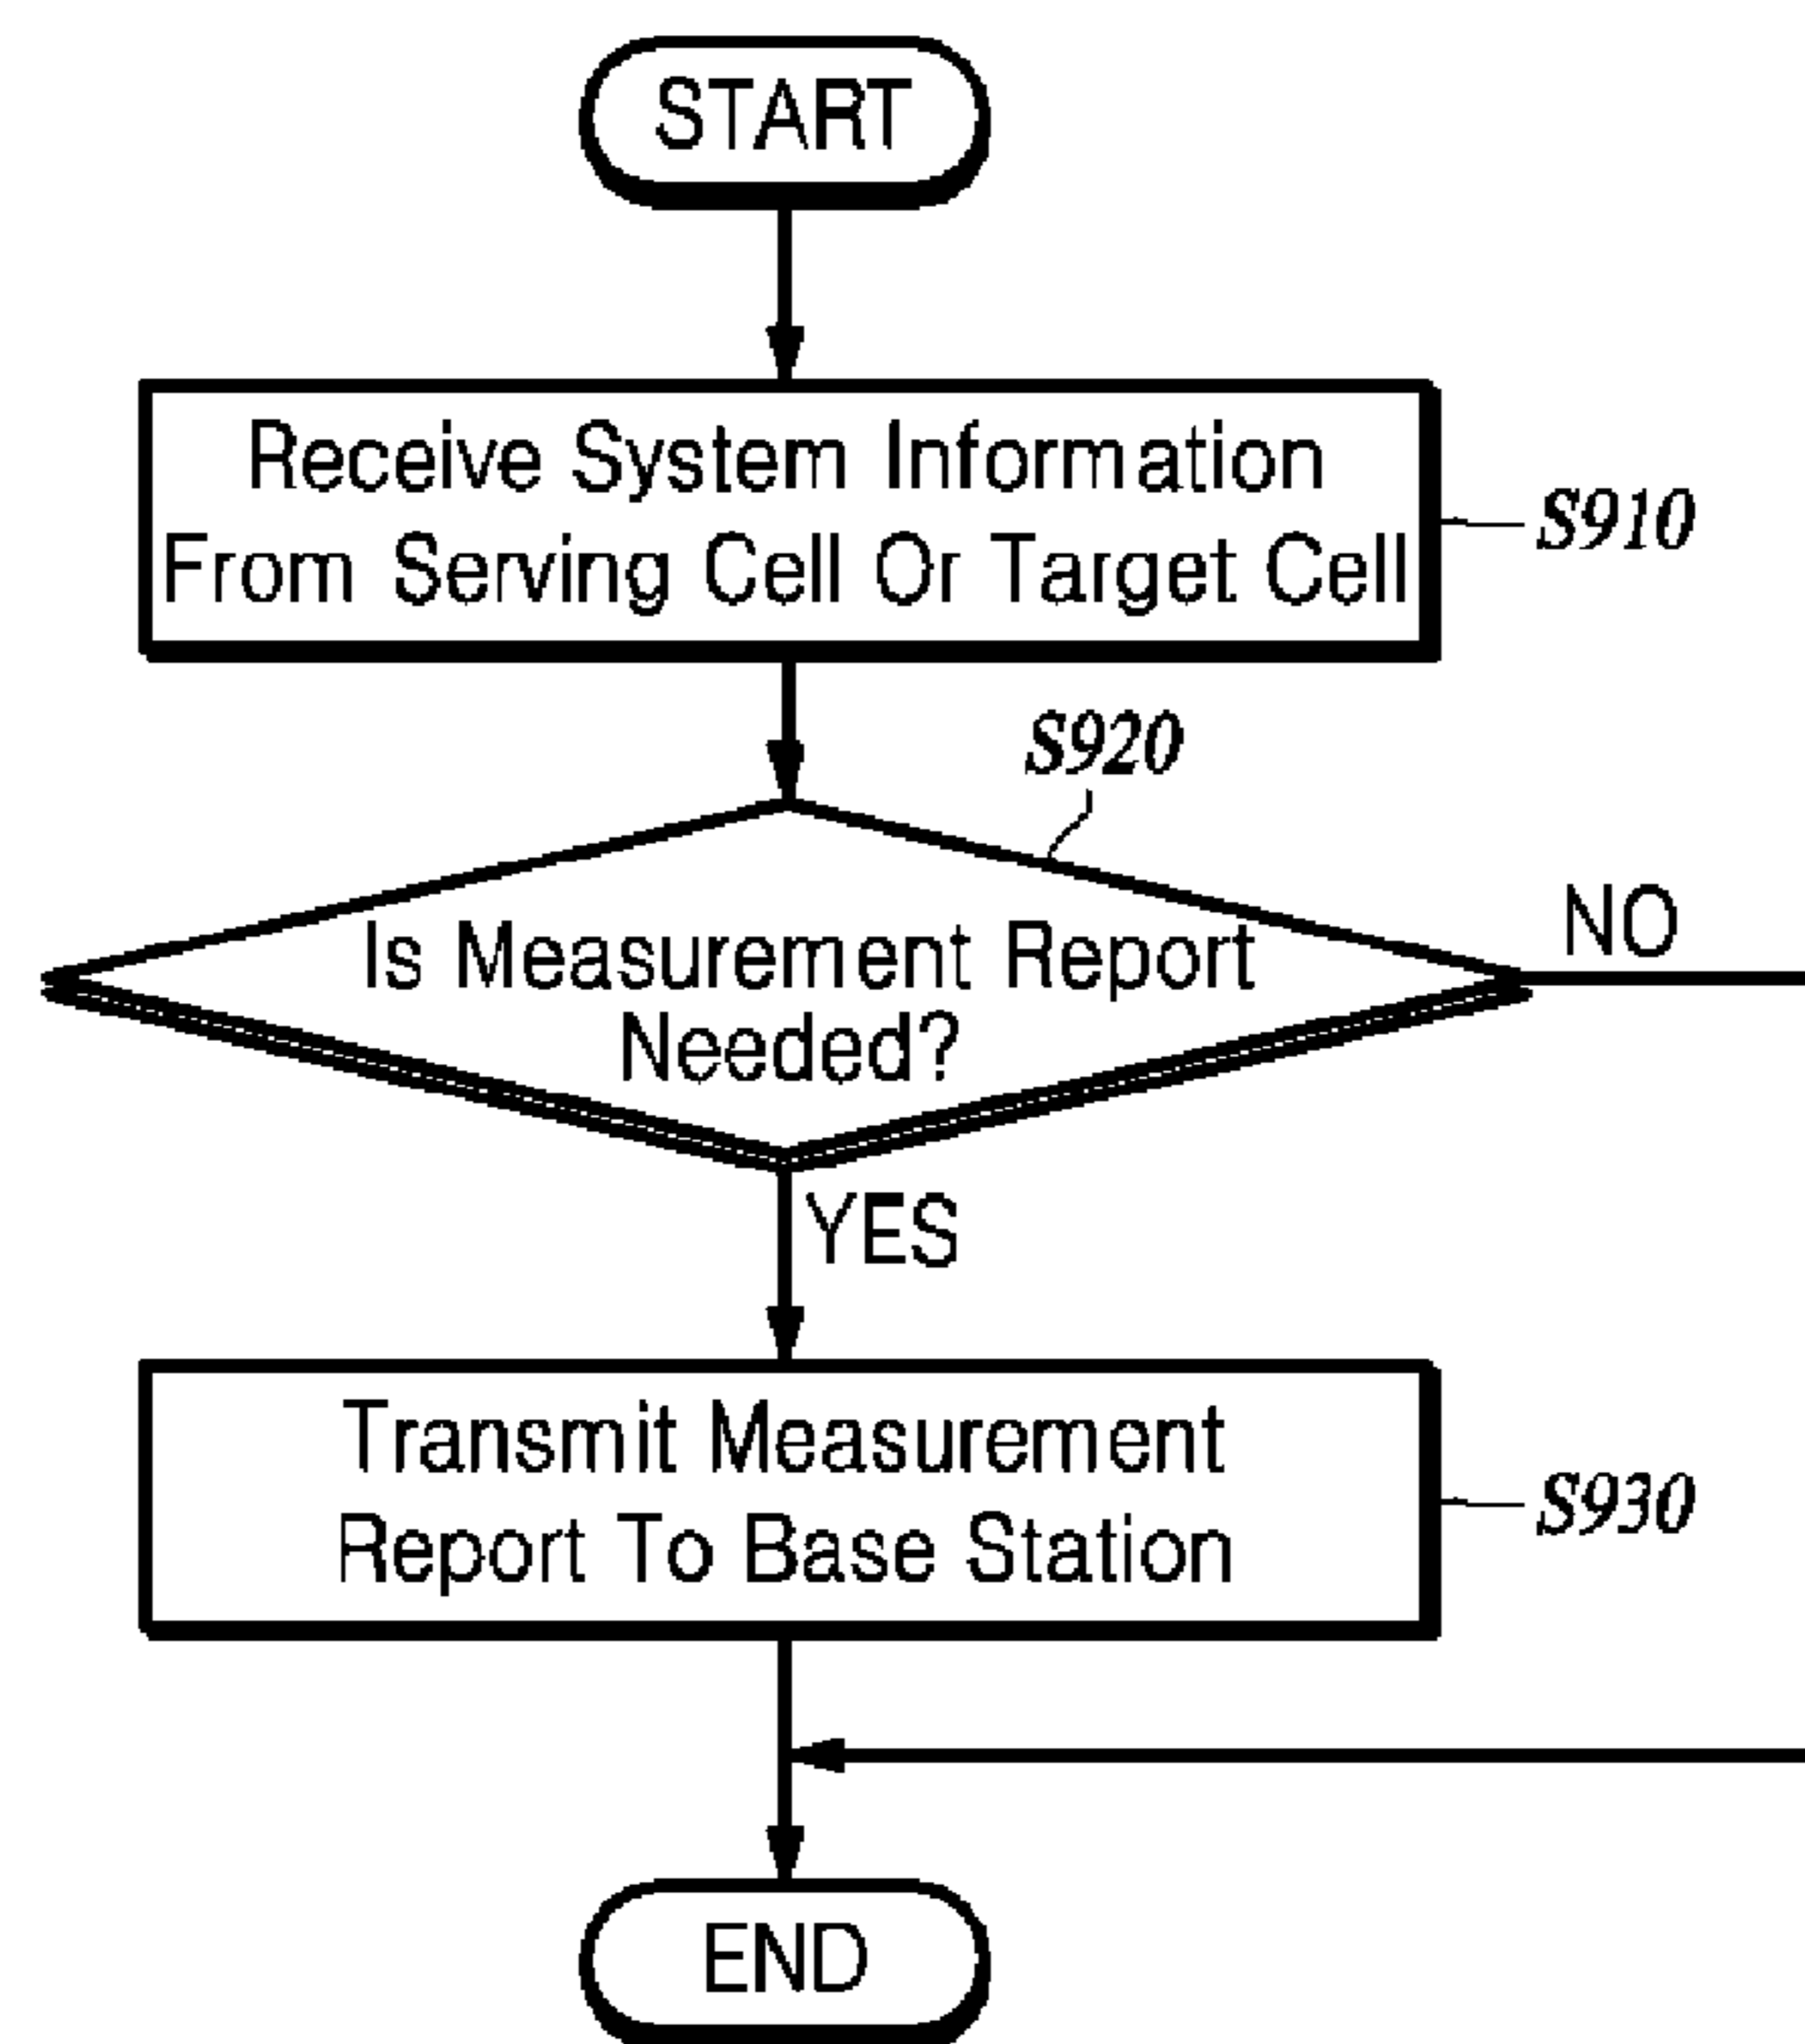 START
Receive System Information
From Serving Cell Or Target Cell
S910
S920
Is Measurement Report
Needed?
NO
YES
Transmit Measurement
Report To Base Station
S930
END